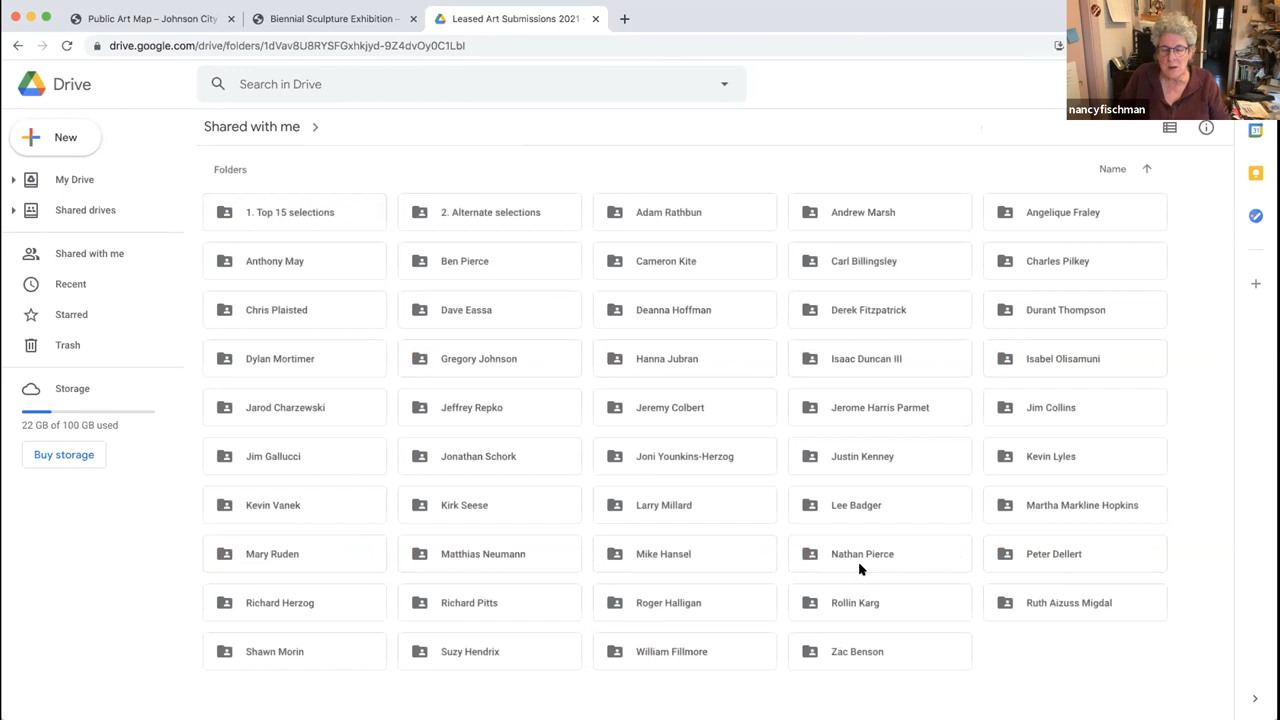 Public Art Map – Johnson City
Biennial Sculpture Exhibition –
Leased Art Submissions 2021
drive.google.com/drive/folders/1dVav8U8RYSFGxhkjyd-9Z4dvOy0C1LbI
Drive
Search in Drive
nancyfischman
New
Shared with me
31
My Drive
Shared drives
Shared with me
Recent
Starred
Trash
Storage
22 GB of 100 GB used
Buy storage
Folders
Name
1. Top 15 selections
2. Alternate selections
Adam Rathbun
Andrew Marsh
Angelique Fraley
Anthony May
Ben Pierce
Cameron Kite
Carl Billingsley
Charles Pilkey
Chris Plaisted
Dave Eassa
Deanna Hoffman
Derek Fitzpatrick
Durant Thompson
Dylan Mortimer
Gregory Johnson
Hanna Jubran
Isaac Duncan III
Isabel Olisamuni
Jarod Charzewski
Jeffrey Repko
Jeremy Colbert
Jerome Harris Parmet
Jim Collins
Jim Gallucci
Jonathan Schork
Joni Younkins-Herzog
Justin Kenney
Kevin Lyles
Kevin Vanek
Kirk Seese
Larry Millard
Lee Badger
Martha Markline Hopkins
Mary Ruden
Matthias Neumann
Mike Hansel
Nathan Pierce
Peter Dellert
Richard Herzog
Richard Pitts
Roger Halligan
Rollin Karg
Ruth Aizuss Migdal
Shawn Morin
Suzy Hendrix
William Fillmore
Zac Benson